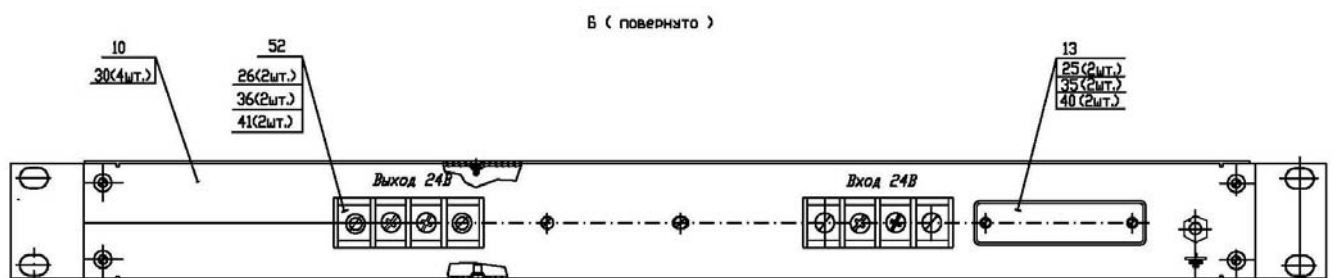 Б ( повернуто )
10
30(4шт.)
52
26(2шт.)
36(2шт.)
41(2шт.)
13
25(2шт.)
35(2шт.)
40(2шт.)
Выход 24В
Вход 24В